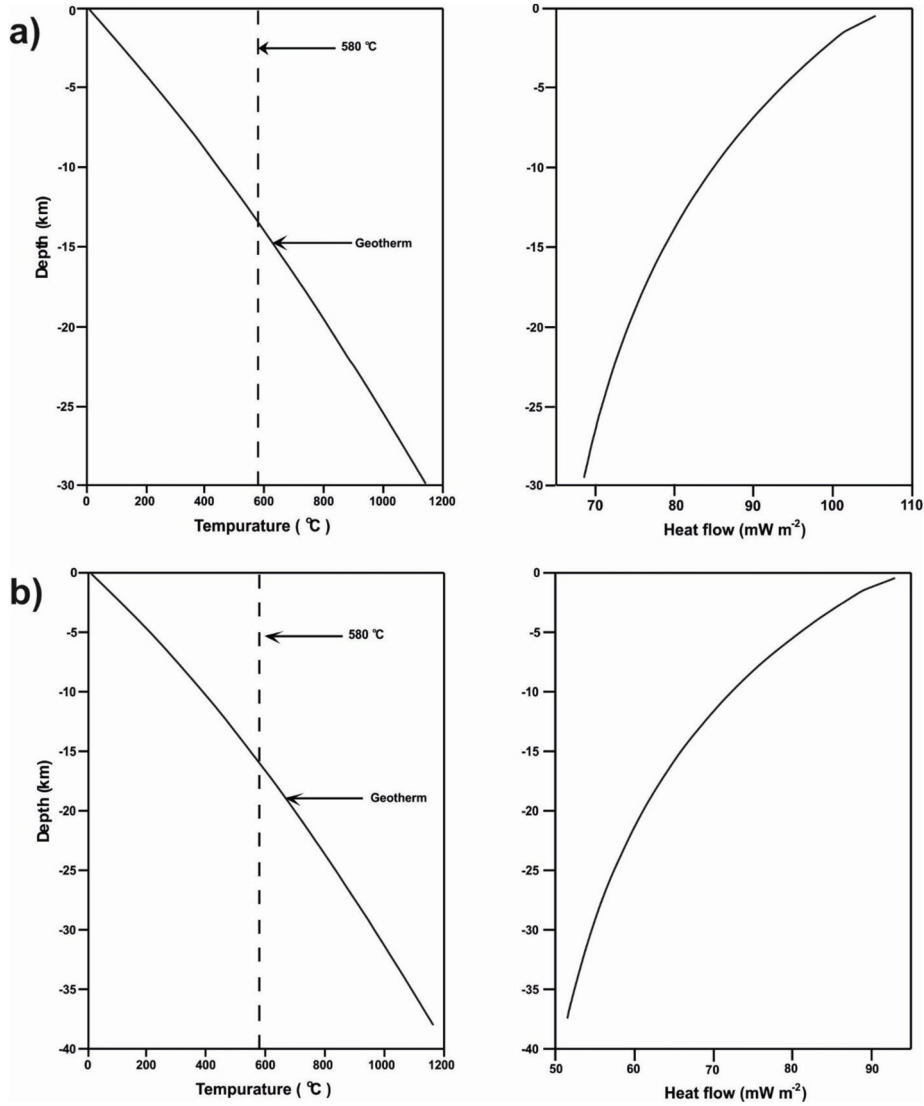 a)
0
-5
-10
-15
-20
-25
-30
Depth (km)
580 ℃
Geotherm
0 200 400 600 800 1000 1200
Tempurature ( ℃)
0
-5
-10
-15
-20
-25
-30
70 80 90 100 110
Heat flow (mW m⁻²)
b)
0
-5
-10
-15
-20
-25
-30
-35
-40
Depth (km)
580 ℃
Geotherm
0 200 400 600 800 1000 1200
Tempurature ( ℃)
0
-5
-10
-15
-20
-25
-30
-35
-40
50 60 70 80 90
Heat flow (mW m⁻²)